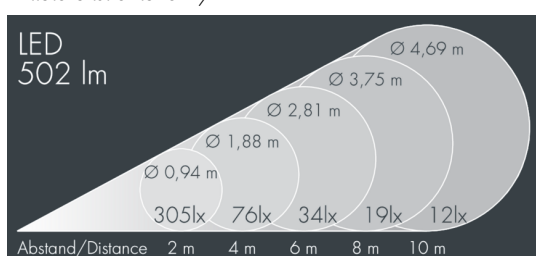 LED
502 lm
Ø 4,69 m
Ø 3,75 m
Ø 2,81 m
Ø 1,88 m
Ø 0,94 m
305lx 76lx 34lx 19lx 12lx
Abstand/Distance 2 m 4 m 6 m 8 m 10 m